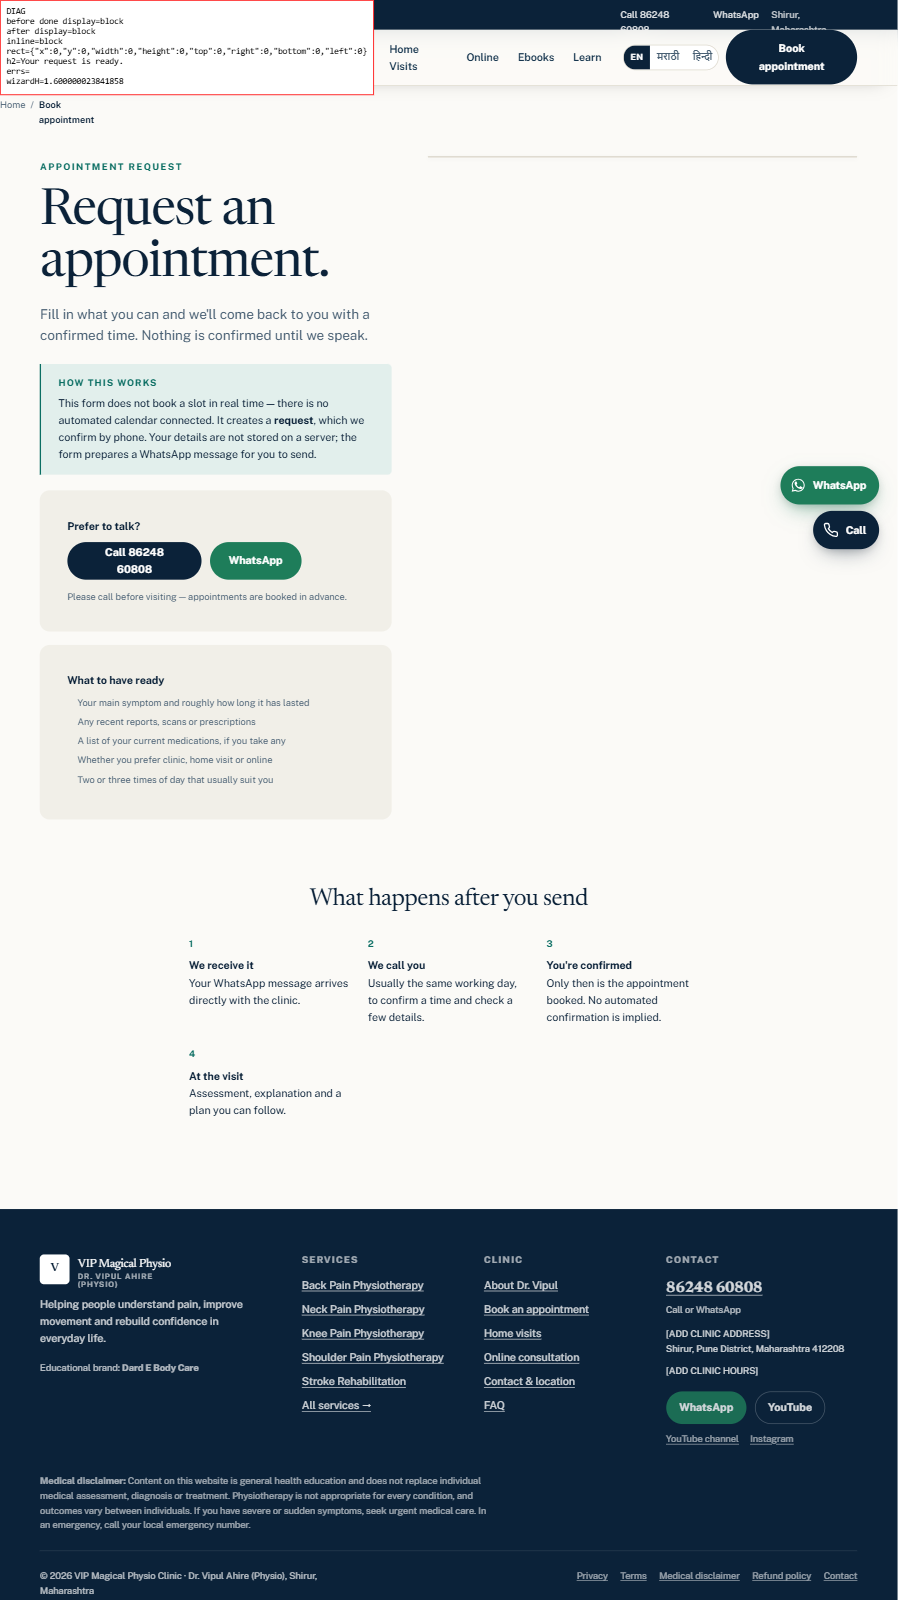 DIAG
before done display=block
after display=block
inline=block
rect={"x":0,"y":0,"width":0,"height":0,"top":0,"right":0,"bottom":0,"left":0}
h2=Your request is ready.
errs=
wizardH=1.600000023841858
Call 86248
60808
WhatsApp
Shirur,
Maharashtra
Home
Visits
Online
Ebooks
Learn
EN
मराठी
हिन्दी
Book
appointment
Home / Book
appointment
APPOINTMENT REQUEST
Request an
appointment.
Fill in what you can and we'll come back to you with a
confirmed time. Nothing is confirmed until we speak.
HOW THIS WORKS
This form does not book a slot in real time — there is no
automated calendar connected. It creates a request, which we
confirm by phone. Your details are not stored on a server; the
form prepares a WhatsApp message for you to send.
Prefer to talk?
Call 86248
60808
WhatsApp
Please call before visiting — appointments are booked in advance.
What to have ready
Your main symptom and roughly how long it has lasted
Any recent reports, scans or prescriptions
A list of your current medications, if you take any
Whether you prefer clinic, home visit or online
Two or three times of day that usually suit you
WhatsApp
Call
What happens after you send
1
We receive it
Your WhatsApp message arrives
directly with the clinic.
2
We call you
Usually the same working day,
to confirm a time and check a
few details.
3
You're confirmed
Only then is the appointment
booked. No automated
confirmation is implied.
4
At the visit
Assessment, explanation and a
plan you can follow.
V
VIP Magical Physio
DR. VIPUL AHIRE
(PHYSIO)
Helping people understand pain, improve
movement and rebuild confidence in
everyday life.
Educational brand: Dard E Body Care
SERVICES
Back Pain Physiotherapy
Neck Pain Physiotherapy
Knee Pain Physiotherapy
Shoulder Pain Physiotherapy
Stroke Rehabilitation
All services →
CLINIC
About Dr. Vipul
Book an appointment
Home visits
Online consultation
Contact & location
FAQ
CONTACT
86248 60808
Call or WhatsApp
[ADD CLINIC ADDRESS]
Shirur, Pune District, Maharashtra 412208
[ADD CLINIC HOURS]
WhatsApp
YouTube
YouTube channel
Instagram
Medical disclaimer: Content on this website is general health education and does not replace individual
medical assessment, diagnosis or treatment. Physiotherapy is not appropriate for every condition, and
outcomes vary between individuals. If you have severe or sudden symptoms, seek urgent medical care. In
an emergency, call your local emergency number.
© 2026 VIP Magical Physio Clinic · Dr. Vipul Ahire (Physio), Shirur,
Maharashtra
Privacy
Terms
Medical disclaimer
Refund policy
Contact